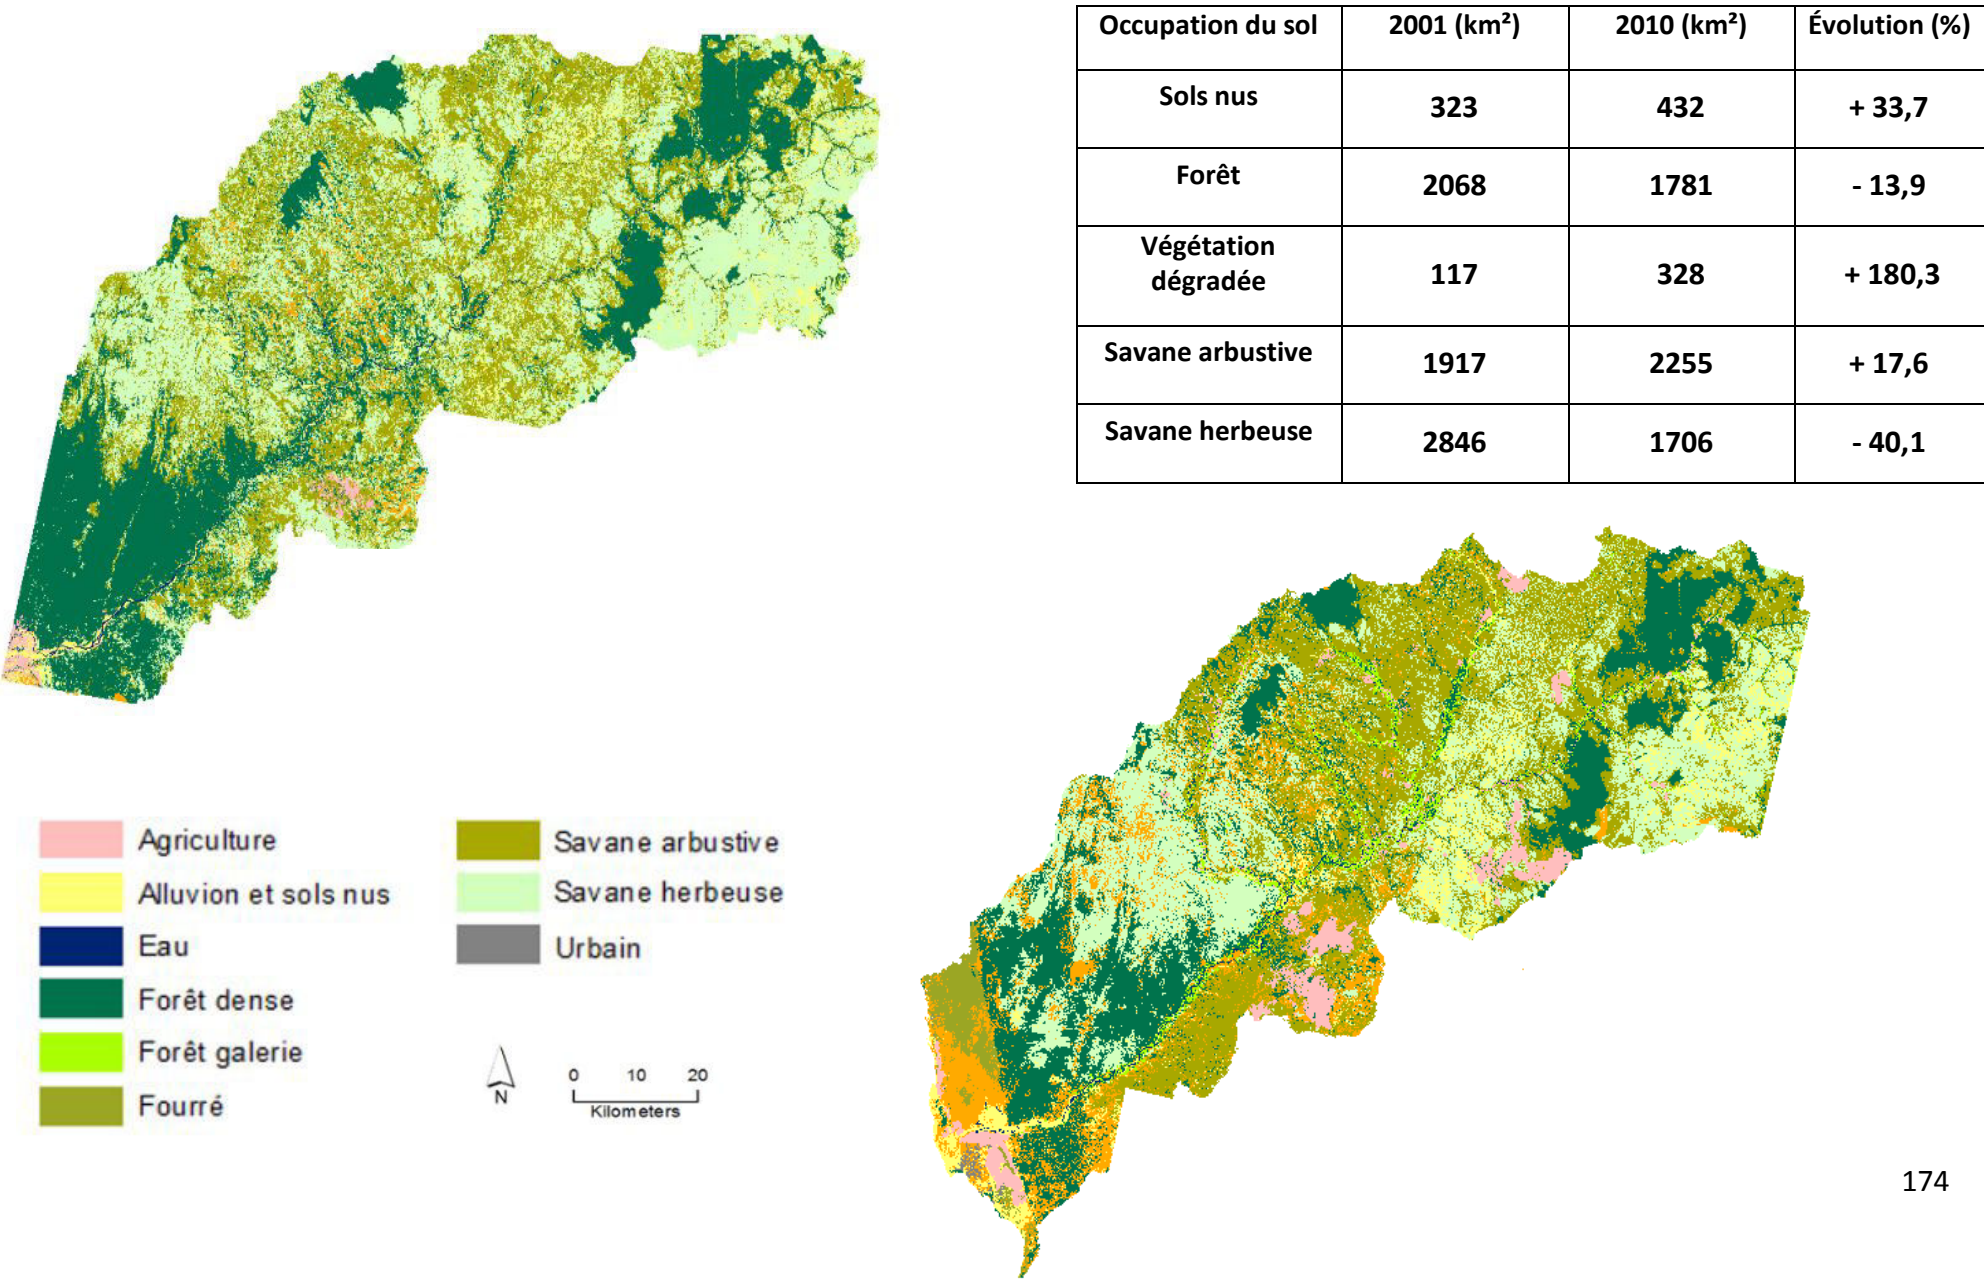 Occupation du sol 2001 (km²) 2010 (km²) Évolution (%)
Sols nus 323 432 + 33,7
Forêt 2068 1781 - 13,9
Végétation
dégradée 117 328 + 180,3
Savane arbustive 1917 2255 + 17,6
Savane herbeuse 2846 1706 - 40,1
Agriculture
Alluvion et sols nus
Eau
Forêt dense
Forêt galerie
Fourré
Savane arbustive
Savane herbeuse
Urbain
N
0 10 20
Kilometers
174